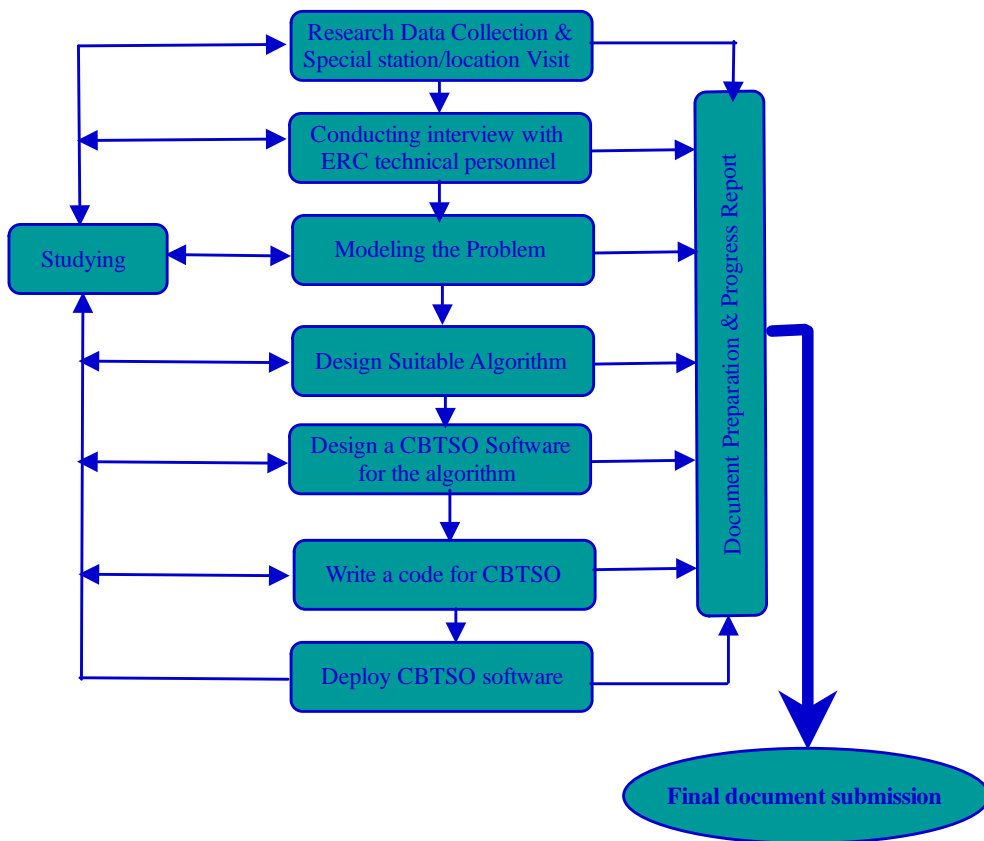 Research Data Collection &
Special station/location Visit
Conducting interview with
ERC technical personnel
Studying
Modeling the Problem
Design Suitable Algorithm
Design a CBTSO Software
for the algorithm
Write a code for CBTSO
Deploy CBTSO software
Document Preparation & Progress Report
Final document submission